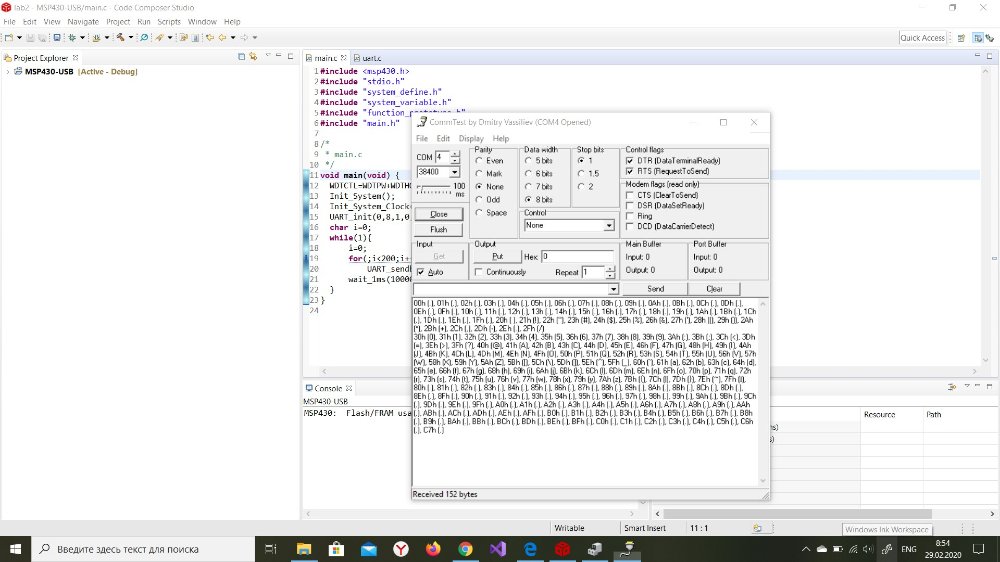 lab2 - MSP430-USB/main.c - Code Composer Studio
File Edit View Navigate Project Run Scripts Window Help
Quick Access
Project Explorer
MSP430-USB [Active - Debug]
main.c
uart.c
1 #include <msp430.h>
2 #include "stdio.h"
3 #include "system_define.h"
4 #include "system_variable.h"
5 #include "function_prototype.h"
6 #include "main.h"
7
8 /*
9  * main.c
10  */
11 void main(void) {
12 WDTCTL=WDTPW+WDTHO
13 Init_System();
14 Init_System_Clock(
15 UART_init(0,8,1,0,
16 char i=0;
17 while(1){
18 i=0;
19 for(;i<200;i+
20 UART_sendb
21 wait_1ms(10000
22 }
23 }
24
CommTest by Dmitry Vassiliev (COM4 Opened)
File Edit Display Help
COM 4
38400
100 ms
Close
Flush
Parity
Even
Mark
None
Odd
Space
Data width
5 bits
6 bits
7 bits
8 bits
Stop bits
1
1.5
2
Control
None
Control flags
DTR (DataTerminalReady)
RTS (RequestToSend)
Modem flags (read only)
CTS (ClearToSend)
DSR (DataSetReady)
Ring
DCD (DataCarrierDetect)
Input
Get
Auto
Output
Put Hex: 0
Continuously Repeat 1
Main Buffer
Input: 0
Output: 0
Port Buffer
Input: 0
Output: 0
Send Clear
00h (.), 01h (.), 02h (.), 03h (.), 04h (.), 05h (.), 06h (.), 07h (.), 08h (.), 09h (.), 0Ah (.), 0Bh (.), 0Ch (.), 0Dh (.),
0Eh (.), 0Fh (.), 10h (.), 11h (.), 12h (.), 13h (.), 14h (.), 15h (.), 16h (.), 17h (.), 18h (.), 19h (.), 1Ah (.), 1Bh (.), 1Ch
(.), 1Dh (.), 1Eh (.), 1Fh (.), 20h ( ), 21h (!), 22h ("), 23h (#), 24h ($), 25h (%), 26h (&), 27h ('), 28h ((), 29h ()), 2Ah
(*), 2Bh (+), 2Ch (,), 2Dh (-), 2Eh (.), 2Fh (/)
30h (0), 31h (1), 32h (2), 33h (3), 34h (4), 35h (5), 36h (6), 37h (7), 38h (8), 39h (9), 3Ah (:), 3Bh (;), 3Ch (<), 3Dh
(=), 3Eh (>), 3Fh (?), 40h (@), 41h (A), 42h (B), 43h (C), 44h (D), 45h (E), 46h (F), 47h (G), 48h (H), 49h (I), 4Ah
(J), 4Bh (K), 4Ch (L), 4Dh (M), 4Eh (N), 4Fh (O), 50h (P), 51h (Q), 52h (R), 53h (S), 54h (T), 55h (U), 56h (V), 57h
(W), 58h (X), 59h (Y), 5Ah (Z), 5Bh ([), 5Ch (\), 5Dh (]), 5Eh (^), 5Fh (_), 60h (`), 61h (a), 62h (b), 63h (c), 64h (d),
65h (e), 66h (f), 67h (g), 68h (h), 69h (i), 6Ah (j), 6Bh (k), 6Ch (l), 6Dh (m), 6Eh (n), 6Fh (o), 70h (p), 71h (q), 72h
(r), 73h (s), 74h (t), 75h (u), 76h (v), 77h (w), 78h (x), 79h (y), 7Ah (z), 7Bh ({), 7Ch (|), 7Dh (}), 7Eh (~), 7Fh (),
80h (.), 81h (.), 82h (.), 83h (.), 84h (.), 85h (.), 86h (.), 87h (.), 88h (.), 89h (.), 8Ah (.), 8Bh (.), 8Ch (.), 8Dh (.),
8Eh (.), 8Fh (.), 90h (.), 91h (.), 92h (.), 93h (.), 94h (.), 95h (.), 96h (.), 97h (.), 98h (.), 99h (.), 9Ah (.), 9Bh (.), 9Ch
(.), 9Dh (.), 9Eh (.), 9Fh (.), A0h (.), A1h (.), A2h (.), A3h (.), A4h (.), A5h (.), A6h (.), A7h (.), A8h (.), A9h (.), AAh
(.), ABh (.), ACh (.), ADh (.), AEh (.), AFh (.), B0h (.), B1h (.), B2h (.), B3h (.), B4h (.), B5h (.), B6h (.), B7h (.), B8h
(.), B9h (.), BAh (.), BBh (.), BCh (.), BDh (.), BEh (.), BFh (.), C0h (.), C1h (.), C2h (.), C3h (.), C4h (.), C5h (.), C6h
(.), C7h (.)
Received 152 bytes
Console
MSP430-USB
MSP430: Flash/FRAM usa
Resource Path
ns)
s)
Writable Smart Insert 11 : 1
Windows Ink Workspace
Введите здесь текст для поиска
ENG
8:54
29.02.2020